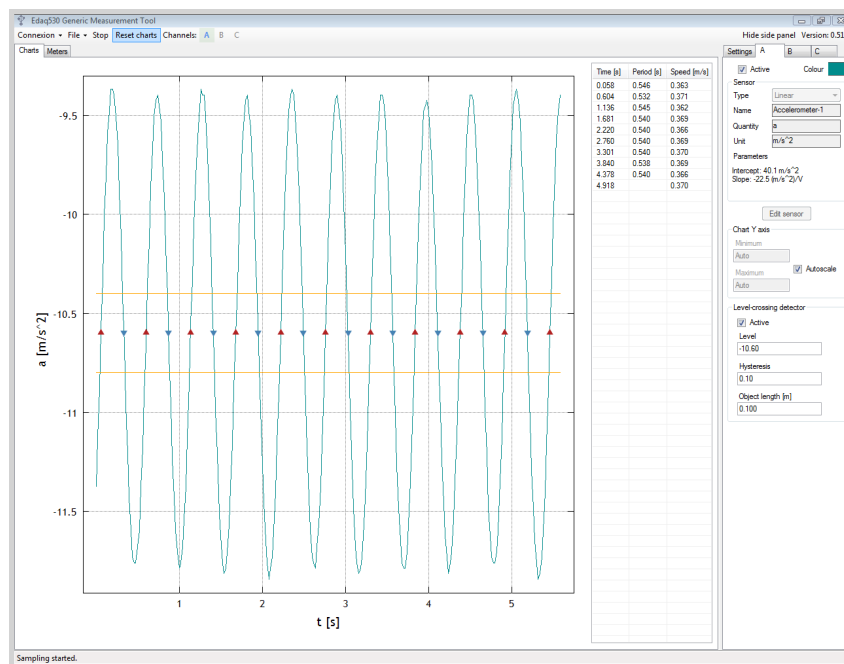 Edaq530 Generic Measurement Tool
Connexion File Stop Reset charts Channels: A B C Hide side panel Version: 0.51
Charts Meters
Settings A B C
-9.5
-10
-10.5
-11
-11.5
a [m/s^2]
1 2 3 4 5
t [s]
Time [s] Period [s] Speed [m/s]
0.058 0.546 0.363
0.604 0.532 0.371
1.136 0.545 0.362
1.681 0.540 0.369
2.220 0.540 0.366
2.760 0.540 0.369
3.301 0.540 0.370
3.840 0.538 0.369
4.378 0.540 0.366
4.918 0.370
Active Colour
Sensor
Type Linear
Name Accelerometer-1
Quantity a
Unit m/s^2
Parameters
Intercept: 40.1 m/s^2
Slope: -22.5 (m/s^2)/V
Edit sensor
Chart Y axis
Minimum
Auto
Autoscale
Maximum
Auto
Level-crossing detector
Active
Level
-10.60
Hysteresis
0.10
Object length [m]
0.100
Sampling started.